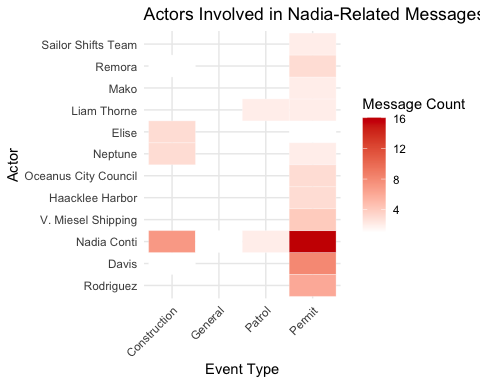 Actors Involved in Nadia-Related Messages
Sailor Shifts Team
Remora
Mako
Liam Thorne
Elise
Neptune
Oceanus City Council
Haacklee Harbor
V. Miesel Shipping
Nadia Conti
Davis
Rodriguez
Actor
Construction
General
Patrol
Permit
Event Type
Message Count
16
12
8
4